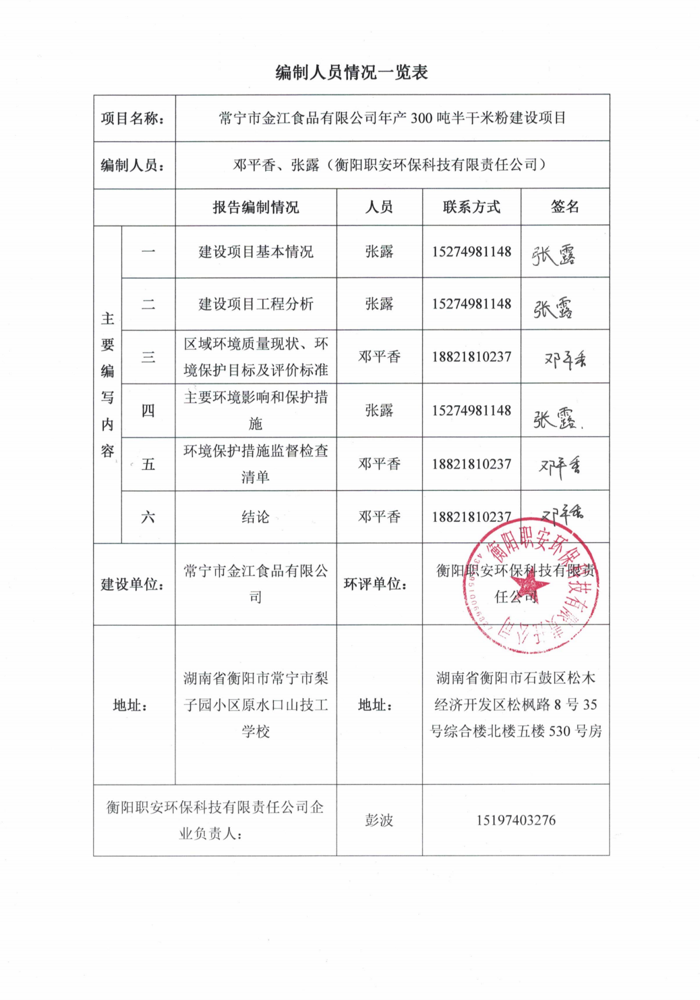 编制人员情况一览表
项目名称： 常宁市金江食品有限公司年产 300 吨半干米粉建设项目
编制人员： 邓平香、张露（衡阳职安环保科技有限责任公司）
报告编制情况 人员 联系方式 签名
主要编写内容
一 建设项目基本情况 张露 15274981148 张露
二 建设项目工程分析 张露 15274981148 张露
三 区域环境质量现状、环
境保护目标及评价标准 邓平香 18821810237 邓平香
四 主要环境影响和保护措
施 张露 15274981148 张露.
五 环境保护措施监督检查
清单 邓平香 18821810237 邓平香
六 结论 邓平香 18821810237 邓平香
建设单位： 常宁市金江食品有限公
司
环评单位： 衡阳职安环保科技有限责
任公司
衡阳职安环保科技有限责任公司
地址： 湖南省衡阳市常宁市梨
子园小区原水口山技工
学校
地址： 湖南省衡阳市石鼓区松木
经济开发区松枫路 8 号 35
号综合楼北楼五楼 530 号房
衡阳职安环保科技有限责任公司企
业负责人： 彭波 15197403276